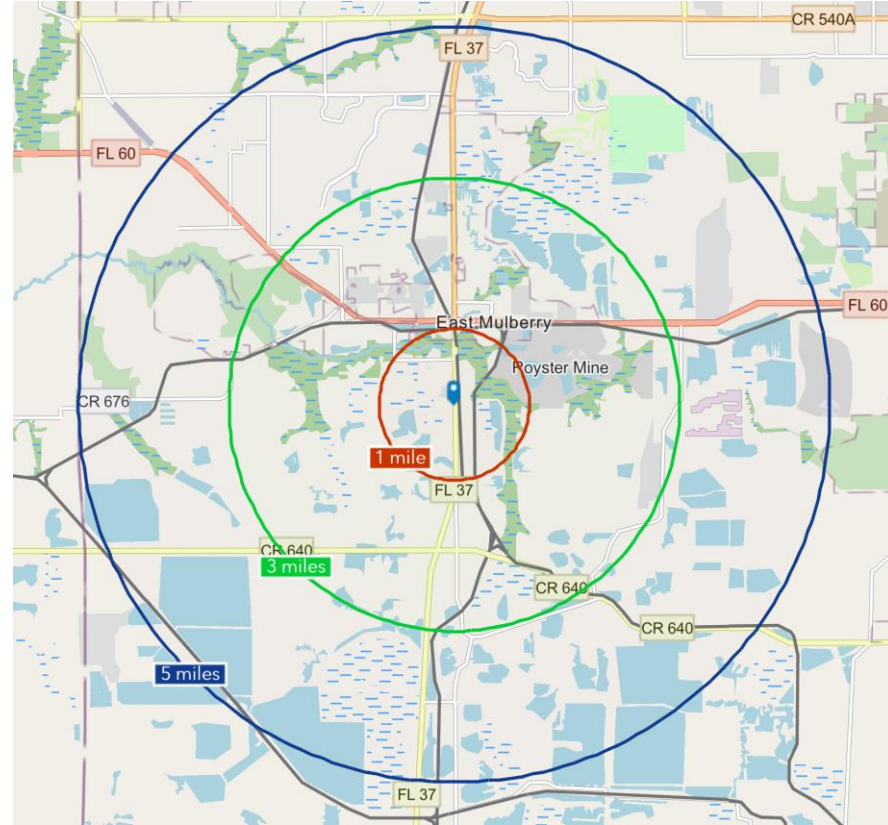 CR 540A
FL 37
FL 60
FL 60
East Mulberry
Royster Mine
CR 676
1 mile
FL 37
CR 640
3 miles
CR 640
CR 640
5 miles
FL 37